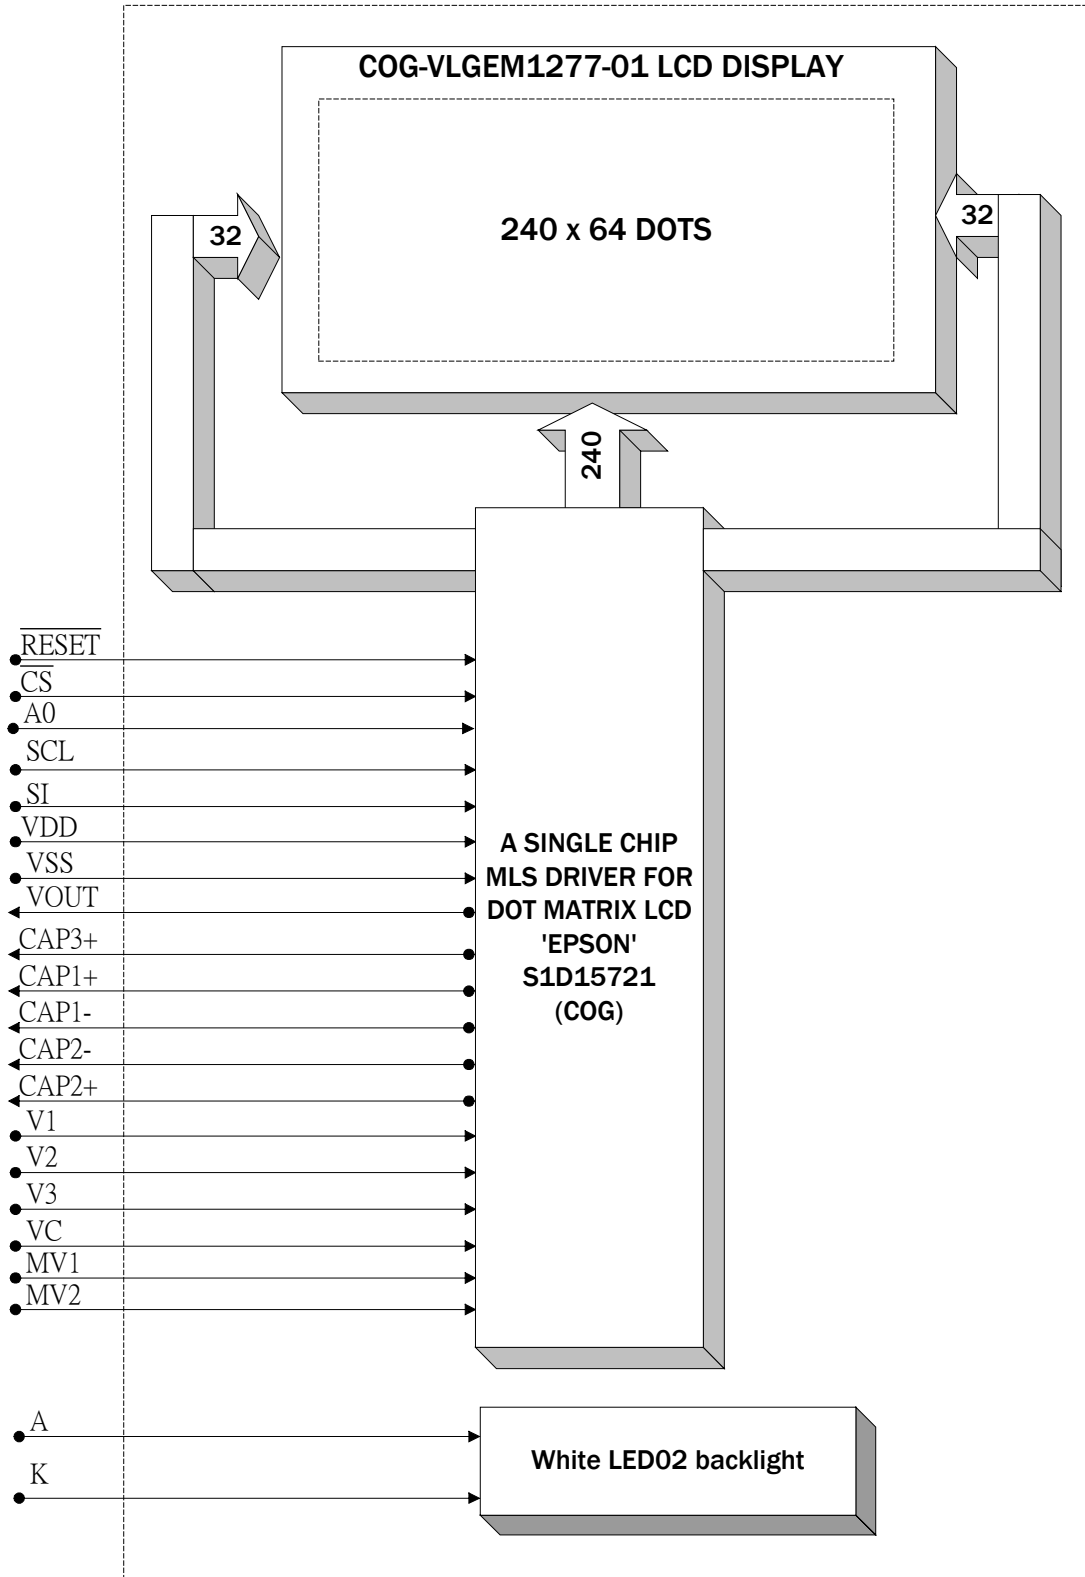 COG-VLGEM1277-01 LCD DISPLAY
240 x 64 DOTS
32
32
240
RESET
CS
A0
SCL
SI
VDD
VSS
VOUT
CAP3+
CAP1+
CAP1-
CAP2-
CAP2+
V1
V2
V3
VC
MV1
MV2
A SINGLE CHIP
MLS DRIVER FOR
DOT MATRIX LCD
'EPSON'
S1D15721
(COG)
A
K
White LED02 backlight